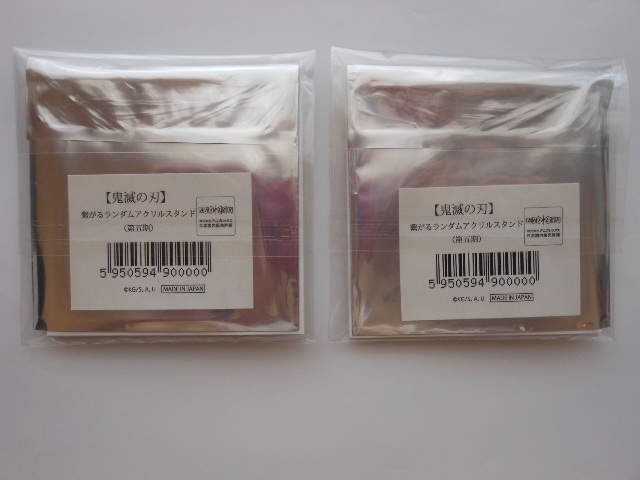 【鬼滅の刃】
繋がるランダムアクリルスタンド
(第五期)
5 950594 900000
©KG/S, A, U
MADE IN JAPAN
【鬼滅の刃】
繋がるランダムアクリルスタンド
(第五期)
5 950594 900000
©KG/S, A, U
MADE IN JAPAN